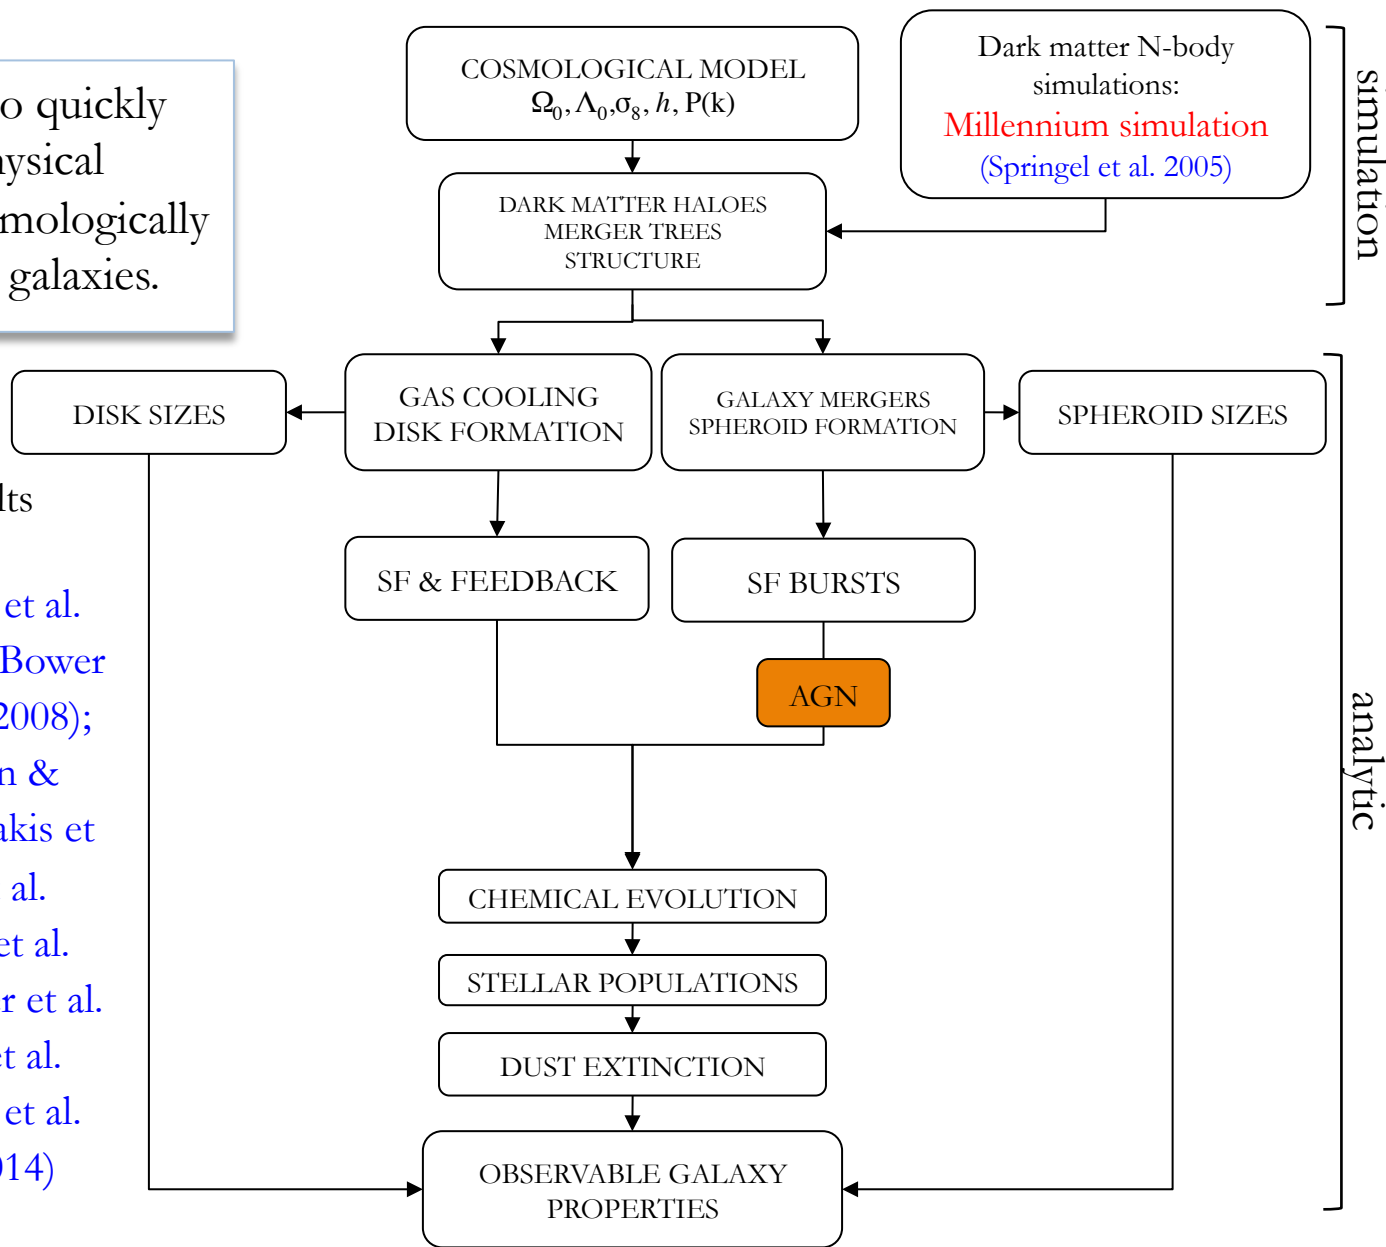 COSMOLOGICAL MODEL
Ω₀, Λ₀,σ₈, h, P(k)
Dark matter N-body
simulations:
Millennium simulation
(Springel et al. 2005)
simulation
o quickly
ysical
mologically
galaxies.
DARK MATTER HALOES
MERGER TREES
STRUCTURE
DISK SIZES
GAS COOLING
DISK FORMATION
GALAXY MERGERS
SPHEROID FORMATION
SPHEROID SIZES
lts
SF & FEEDBACK
SF BURSTS
et al.
Bower
2008);
n &
akis et
al.
et al.
r et al.
et al.
et al.
014)
AGN
analytic
CHEMICAL EVOLUTION
STELLAR POPULATIONS
DUST EXTINCTION
OBSERVABLE GALAXY
PROPERTIES